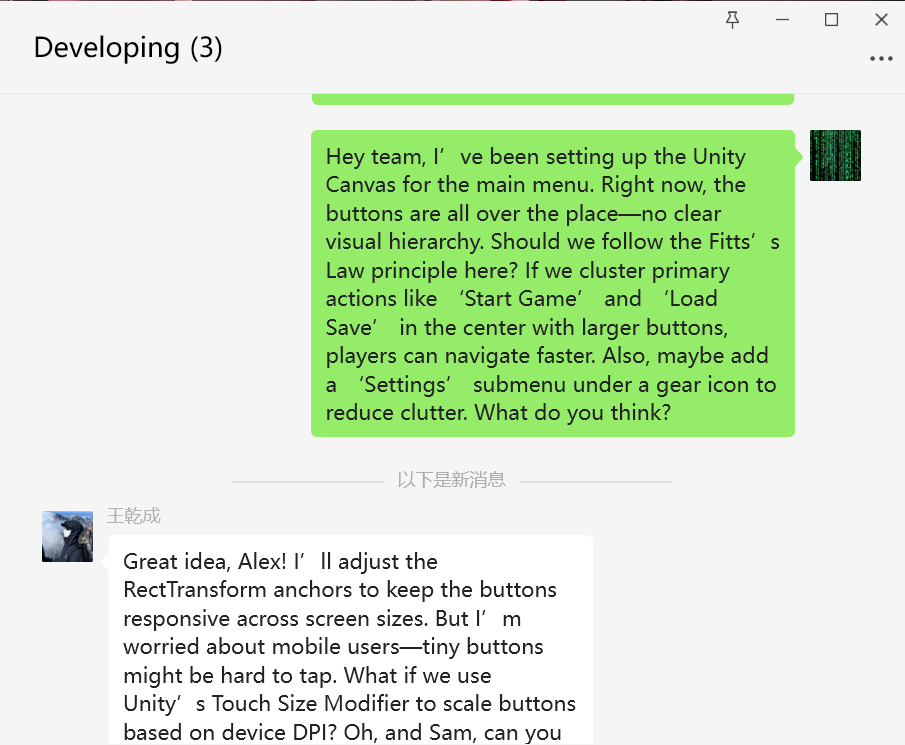 Developing (3)
Hey team, I’ve been setting up the Unity
Canvas for the main menu. Right now, the
buttons are all over the place—no clear
visual hierarchy. Should we follow the Fitts’s
Law principle here? If we cluster primary
actions like ‘Start Game’ and ‘Load
Save’ in the center with larger buttons,
players can navigate faster. Also, maybe add
a ‘Settings’ submenu under a gear icon to
reduce clutter. What do you think?
以下是新消息
王乾成
Great idea, Alex! I’ll adjust the
RectTransform anchors to keep the buttons
responsive across screen sizes. But I’m
worried about mobile users—tiny buttons
might be hard to tap. What if we use
Unity’s Touch Size Modifier to scale buttons
based on device DPI? Oh, and Sam, can you